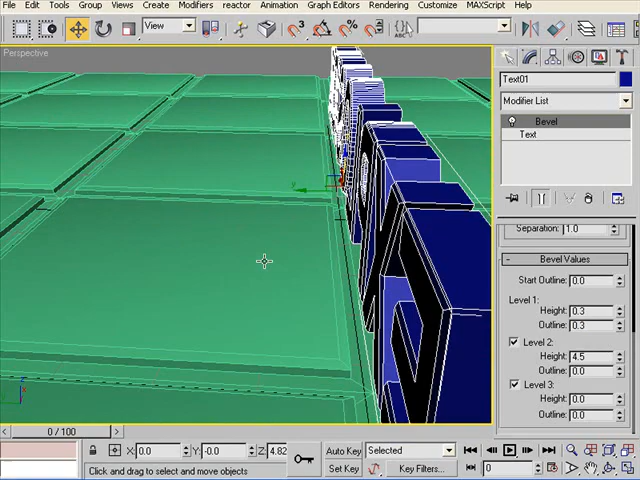 File Edit Tools Group Views Create Modifiers reactor Animation Graph Editors Rendering Customize MAXScript Help
View
Perspective
Text01
Modifier List
Bevel
Text
Separation: 1.0
Bevel Values
Start Outline: 0.0
Level 1:
Height: 0.3
Outline: 0.3
Level 2:
Height: 4.5
Outline: 0.0
Level 3:
Height: 0.0
Outline: 0.0
0 / 100
X: 0.0 Y: -0.0 Z: 4.82
Auto Key Selected
Click and drag to select and move objects
Set Key Key Filters... 0